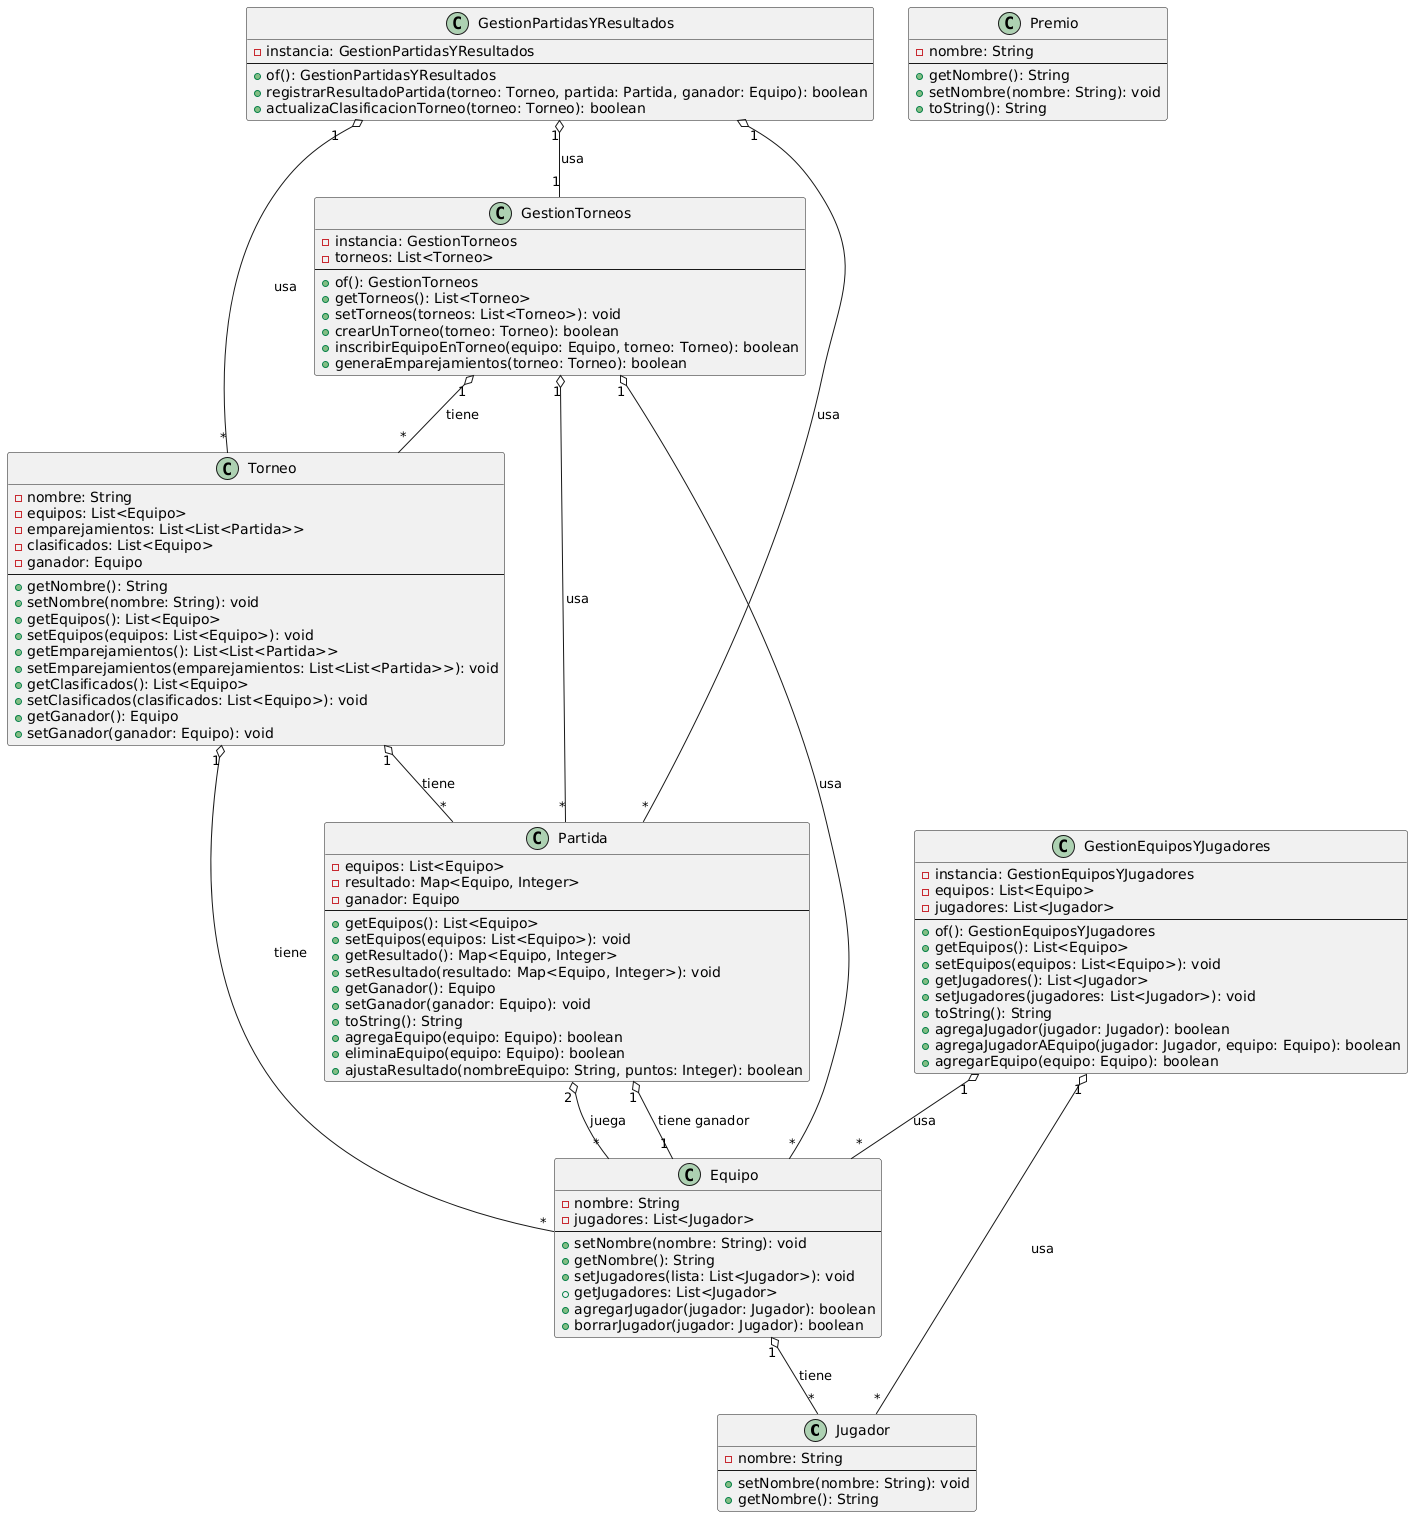 GestionPartidasYResultados
instancia: GestionPartidasYResultados
of(): GestionPartidasYResultados
registrarResultadoPartida(torneo: Torneo, partida: Partida, ganador: Equipo): boolean
actualizaClasificacionTorneo(torneo: Torneo): boolean
Premio
nombre: String
getNombre(): String
setNombre(nombre: String): void
toString(): String
1
1
1
usa
1
GestionTorneos
instancia: GestionTorneos
torneos: List<Torneo>
of(): GestionTorneos
getTorneos(): List<Torneo>
setTorneos(torneos: List<Torneo>): void
crearUnTorneo(torneo: Torneo): boolean
inscribirEquipoEnTorneo(equipo: Equipo, torneo: Torneo): boolean
generaEmparejamientos(torneo: Torneo): boolean
usa
1
1
1
tiene
usa
*
*
Torneo
nombre: String
equipos: List<Equipo>
emparejamientos: List<List<Partida>>
clasificados: List<Equipo>
ganador: Equipo
getNombre(): String
setNombre(nombre: String): void
getEquipos(): List<Equipo>
setEquipos(equipos: List<Equipo>): void
getEmparejamientos(): List<List<Partida>>
setEmparejamientos(emparejamientos: List<List<Partida>>): void
getClasificados(): List<Equipo>
setClasificados(clasificados: List<Equipo>): void
getGanador(): Equipo
setGanador(ganador: Equipo): void
usa
1
1
tiene
usa
*
*
*
Partida
equipos: List<Equipo>
resultado: Map<Equipo, Integer>
ganador: Equipo
getEquipos(): List<Equipo>
setEquipos(equipos: List<Equipo>): void
getResultado(): Map<Equipo, Integer>
setResultado(resultado: Map<Equipo, Integer>): void
getGanador(): Equipo
setGanador(ganador: Equipo): void
toString(): String
agregaEquipo(equipo: Equipo): boolean
eliminaEquipo(equipo: Equipo): boolean
ajustaResultado(nombreEquipo: String, puntos: Integer): boolean
GestionEquiposYJugadores
instancia: GestionEquiposYJugadores
equipos: List<Equipo>
jugadores: List<Jugador>
of(): GestionEquiposYJugadores
getEquipos(): List<Equipo>
setEquipos(equipos: List<Equipo>): void
getJugadores(): List<Jugador>
setJugadores(jugadores: List<Jugador>): void
toString(): String
agregaJugador(jugador: Jugador): boolean
agregaJugadorAEquipo(jugador: Jugador, equipo: Equipo): boolean
agregarEquipo(equipo: Equipo): boolean
tiene
2
1
1
1
juega
tiene ganador
usa
*
1
*
*
*
Equipo
nombre: String
jugadores: List<Jugador>
setNombre(nombre: String): void
getNombre(): String
setJugadores(lista: List<Jugador>): void
getJugadores: List<Jugador>
agregarJugador(jugador: Jugador): boolean
borrarJugador(jugador: Jugador): boolean
usa
1
tiene
*
*
Jugador
nombre: String
setNombre(nombre: String): void
getNombre(): String